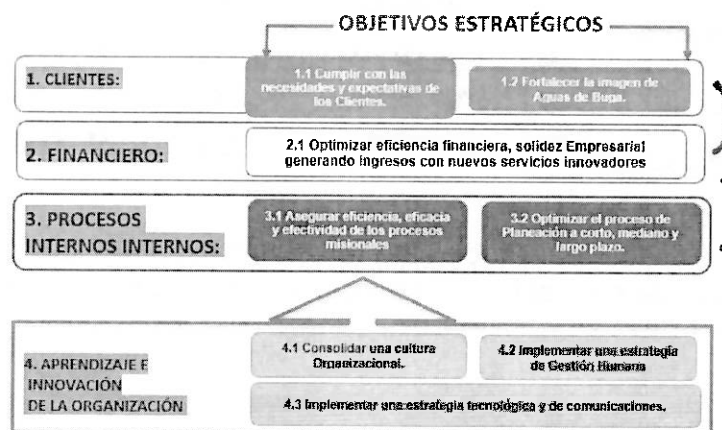 OBJETIVOS ESTRATÉGICOS
1. CLIENTES:
1.1 Cumplir con las
necesidades y expectativas de
los Clientes.
1.2 Fortalecer la imagen de
Aguas de Buga.
2. FINANCIERO:
2.1 Optimizar eficiencia financiera, solidez Empresarial
generando ingresos con nuevos servicios innovadores
3. PROCESOS
INTERNOS INTERNOS:
3.1 Asegurar eficiencia, eficacia
y efectividad de los procesos
misionales
3.2 Optimizar el proceso de
Planeación a corto, mediano y
largo plazo.
4. APRENDIZAJE E
INNOVACIÓN
DE LA ORGANIZACIÓN
4.1 Consolidar una cultura
Organizacional.
4.2 Implementar una estrategia
de Gestión Humana
4.3 Implementar una estrategia tecnológica y de comunicaciones.